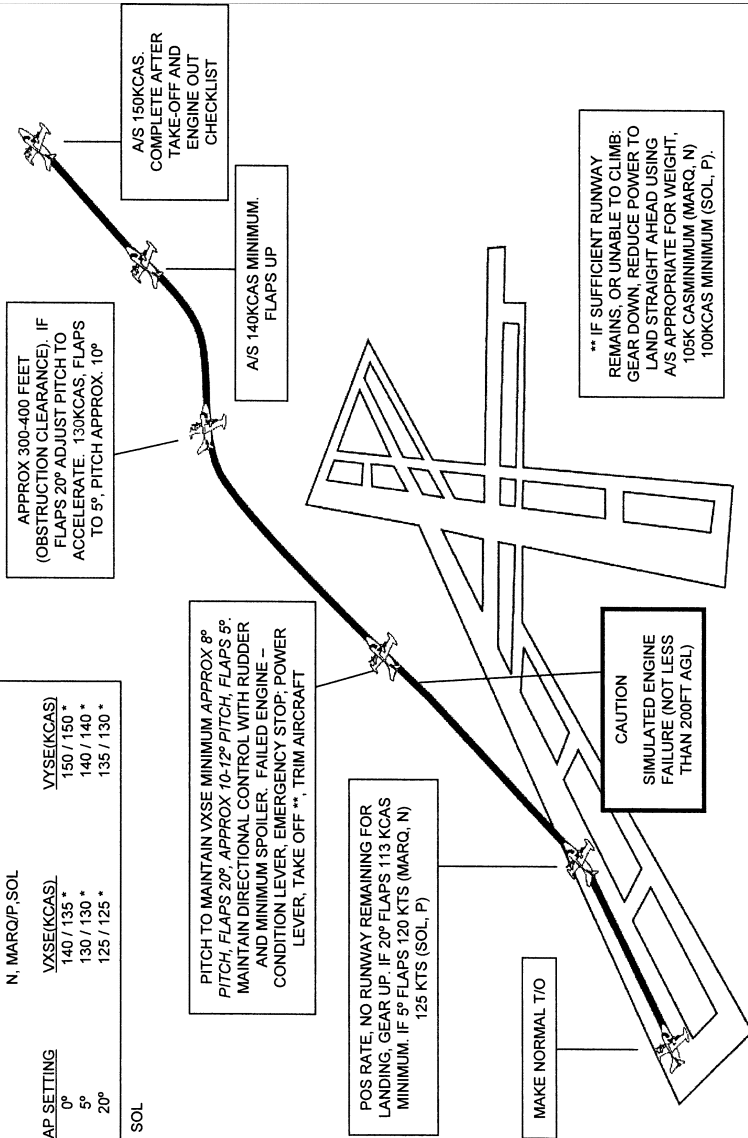 N, MARQ/P,SOL
AP SETTING VXSE(KCAS) VYSE(KCAS)
0º 140 / 135 * 150 / 150 *
5º 130 / 130 * 140 / 140 *
20º 125 / 125 * 135 / 130 *
SOL
APPROX 300-400 FEET
(OBSTRUCTION CLEARANCE). IF
FLAPS 20º ADJUST PITCH TO
ACCELERATE. 130KCAS, FLAPS
TO 5º, PITCH APPROX. 10º
A/S 150KCAS.
COMPLETE AFTER
TAKE-OFF AND
ENGINE OUT
CHECKLIST
A/S 140KCAS MINIMUM.
FLAPS UP
PITCH TO MAINTAIN VXSE MINIMUM APPROX 8º
PITCH, FLAPS 20º, APPROX 10-12º PITCH, FLAPS 5º.
MAINTAIN DIRECTIONAL CONTROL WITH RUDDER
AND MINIMUM SPOILER. FAILED ENGINE –
CONDITION LEVER, EMERGENCY STOP; POWER
LEVER, TAKE OFF **, TRIM AIRCRAFT
POS RATE, NO RUNWAY REMAINING FOR
LANDING, GEAR UP. IF 20º FLAPS 113 KCAS
MINIMUM. IF 5º FLAPS 120 KTS (MARQ, N)
125 KTS (SOL, P)
MAKE NORMAL T/O
CAUTION
SIMULATED ENGINE
FAILURE (NOT LESS
THAN 200FT AGL)
** IF SUFFICIENT RUNWAY
REMAINS, OR UNABLE TO CLIMB:
GEAR DOWN, REDUCE POWER TO
LAND STRAIGHT AHEAD USING
A/S APPROPRIATE FOR WEIGHT,
105K CASMINIMUM (MARQ, N)
100KCAS MINIMUM (SOL, P).